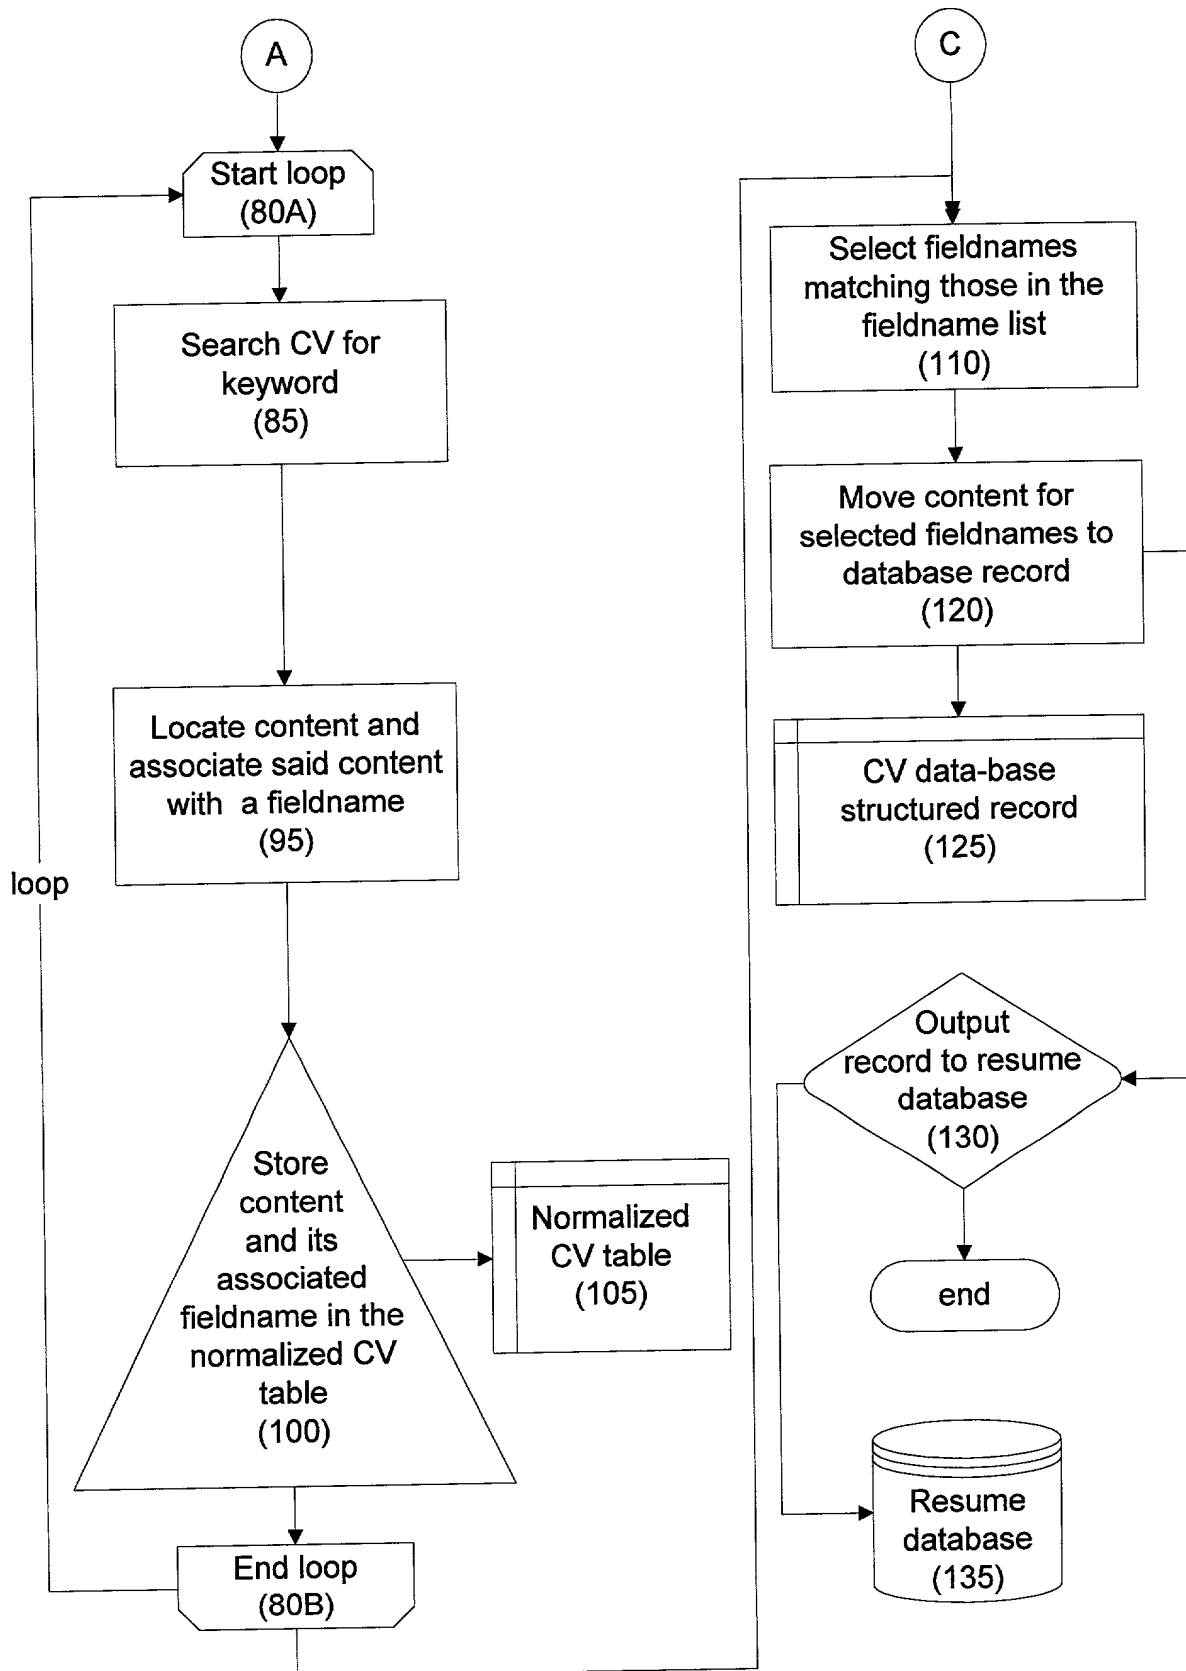 A
Start loop
(80A)
Search CV for
keyword
(85)
Locate content and
associate said content
with a fieldname
(95)
loop
Store
content
and its
associated
fieldname in the
normalized CV
table
(100)
Normalized
CV table
(105)
End loop
(80B)
C
Select fieldnames
matching those in the
fieldname list
(110)
Move content for
selected fieldnames to
database record
(120)
CV data-base
structured record
(125)
Output
record to resume
database
(130)
end
Resume
database
(135)